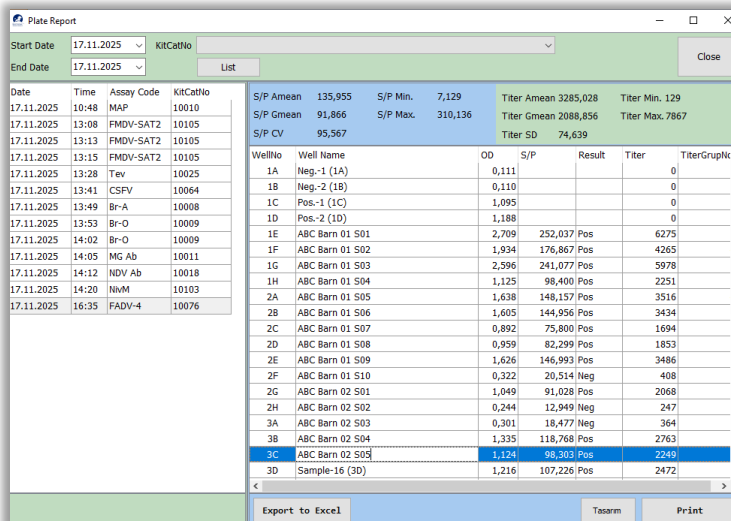 Plate Report
Start Date 17.11.2025 KitCatNo
End Date 17.11.2025 List
Close
Date Time Assay Code KitCatNo
17.11.2025 10:48 MAP 10010
17.11.2025 13:08 FMDV-SAT2 10105
17.11.2025 13:13 FMDV-SAT2 10105
17.11.2025 13:15 FMDV-SAT2 10105
17.11.2025 13:28 Tev 10025
17.11.2025 13:41 CSFV 10064
17.11.2025 13:49 Br-A 10008
17.11.2025 13:53 Br-O 10009
17.11.2025 14:02 Br-O 10009
17.11.2025 14:05 MG Ab 10011
17.11.2025 14:12 NDV Ab 10018
17.11.2025 14:20 NivM 10103
17.11.2025 16:35 FADV-4 10076
S/P Amean 135,955 S/P Min. 7,129
S/P Gmean 91,866 S/P Max. 310,136
S/P CV 95,567
Titer Amean 3285,028 Titer Min. 129
Titer Gmean 2088,856 Titer Max. 7867
Titer SD 74,639
WellNo Well Name OD S/P Result Titer TiterGrupNo
1A Neg.-1 (1A) 0,111 0
1B Neg.-2 (1B) 0,110 0
1C Pos.-1 (1C) 1,095 0
1D Pos.-2 (1D) 1,188 0
1E ABC Barn 01 S01 2,709 252,037 Pos 6275
1F ABC Barn 01 S02 1,934 176,867 Pos 4265
1G ABC Barn 01 S03 2,596 241,077 Pos 5978
1H ABC Barn 01 S04 1,125 98,400 Pos 2251
2A ABC Barn 01 S05 1,638 148,157 Pos 3516
2B ABC Barn 01 S06 1,605 144,956 Pos 3434
2C ABC Barn 01 S07 0,892 75,800 Pos 1694
2D ABC Barn 01 S08 0,959 82,299 Pos 1853
2E ABC Barn 01 S09 1,626 146,993 Pos 3486
2F ABC Barn 01 S10 0,322 20,514 Neg 408
2G ABC Barn 02 S01 1,049 91,028 Pos 2068
2H ABC Barn 02 S02 0,244 12,949 Neg 247
3A ABC Barn 02 S03 0,301 18,477 Neg 364
3B ABC Barn 02 S04 1,335 118,768 Pos 2763
3C ABC Barn 02 S05 1,124 98,303 Pos 2249
3D Sample-16 (3D) 1,216 107,226 Pos 2472
Export to Excel Tasarım Print